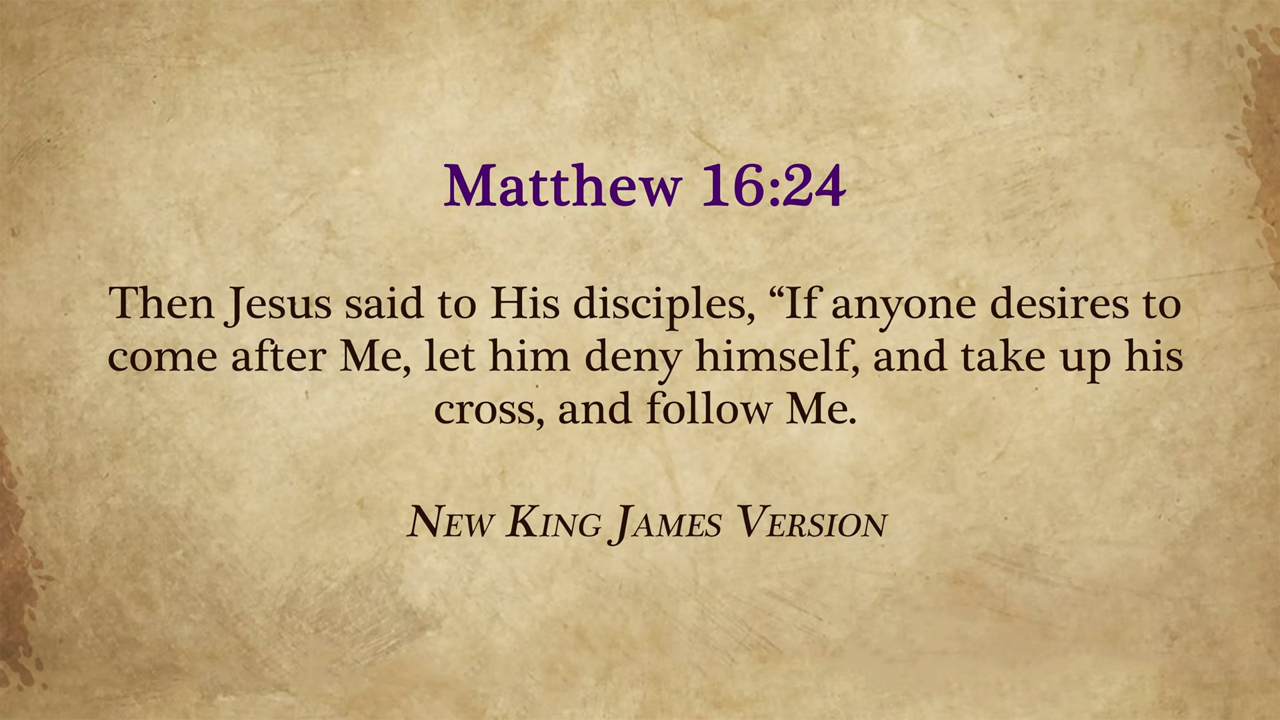 Matthew 16:24
Then Jesus said to His disciples, “If anyone desires to
come after Me, let him deny himself, and take up his
cross, and follow Me.
New King James Version